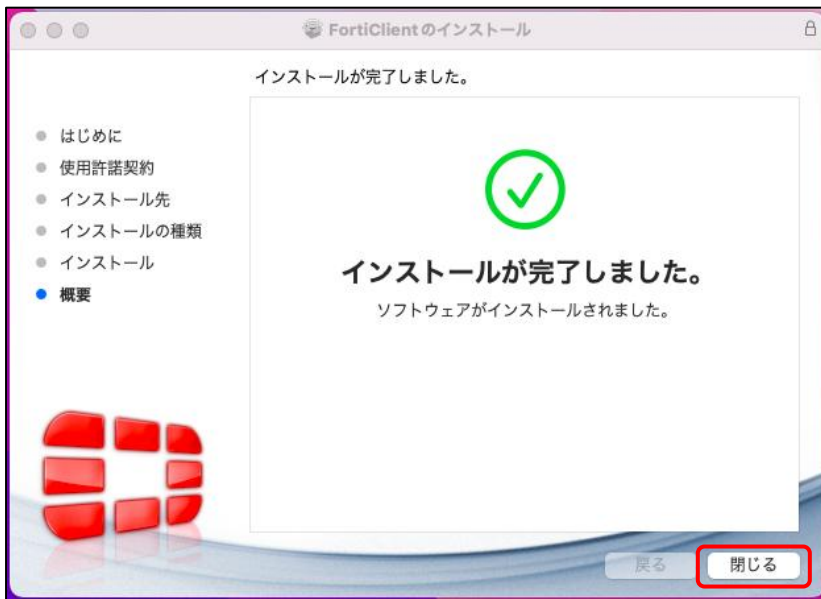 FortiClientのインストール
インストールが完了しました。
はじめに
使用許諾契約
インストール先
インストールの種類
インストール
概要
インストールが完了しました。
ソフトウェアがインストールされました。
戻る
閉じる